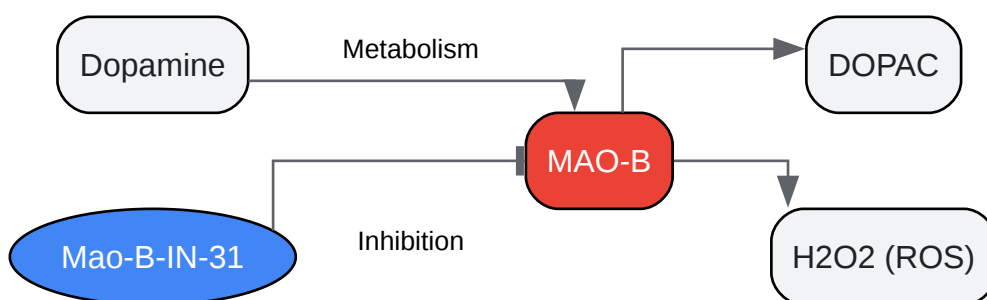 Dopamine
Metabolism
DOPAC
MAO-B
Mao-B-IN-31
Inhibition
H2O2 (ROS)